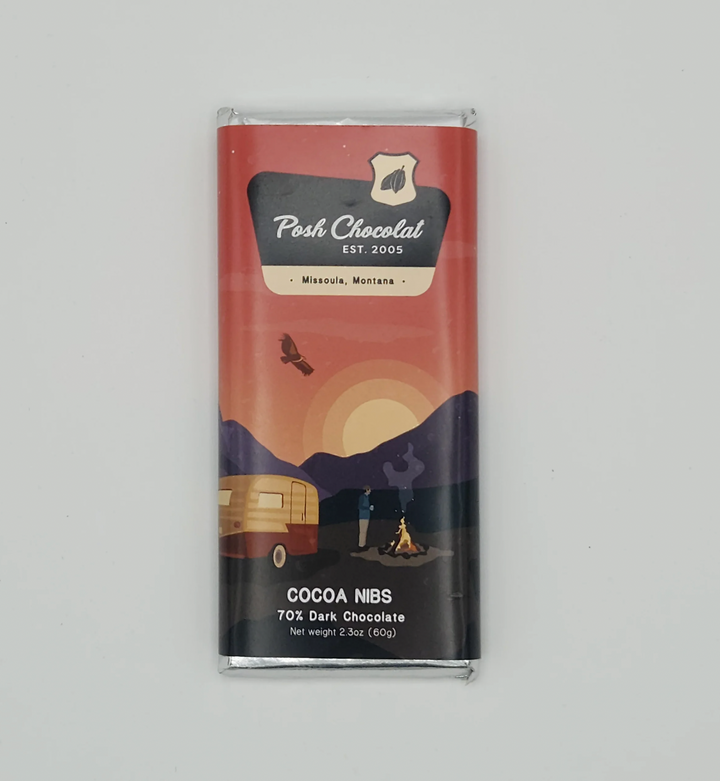 Posh Chocolat
EST. 2005
· Missoula, Montana ·
COCOA NIBS
70% Dark Chocolate
Net weight 2.3oz (60g)